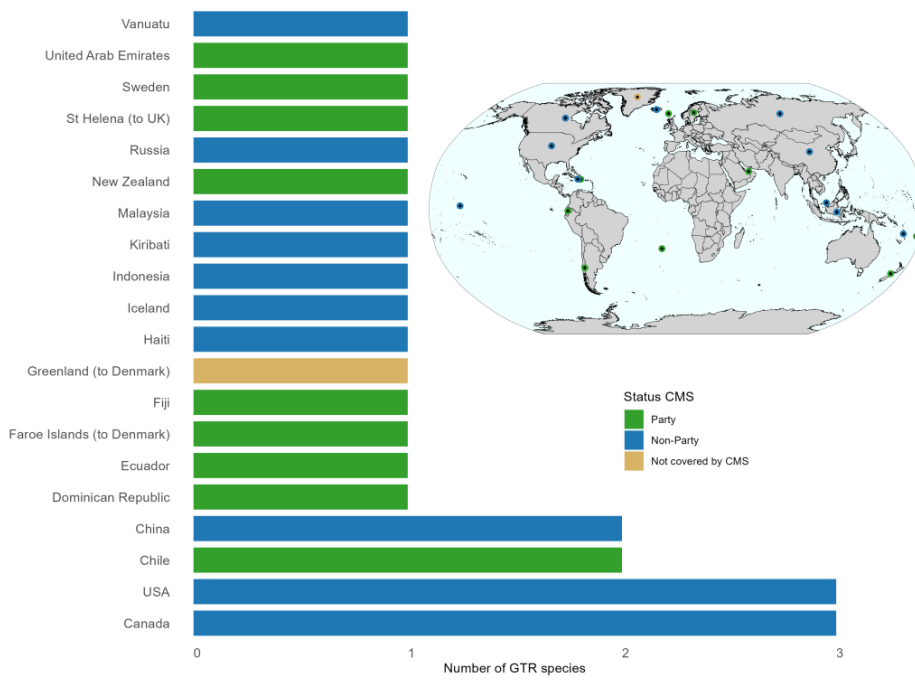 Vanuatu
United Arab Emirates
Sweden
St Helena (to UK)
Russia
New Zealand
Malaysia
Kiribati
Indonesia
Iceland
Haiti
Greenland (to Denmark)
Fiji
Faroe Islands (to Denmark)
Ecuador
Dominican Republic
China
Chile
USA
Canada
0 1 2 3
Number of GTR species
Status CMS
Party
Non-Party
Not covered by CMS